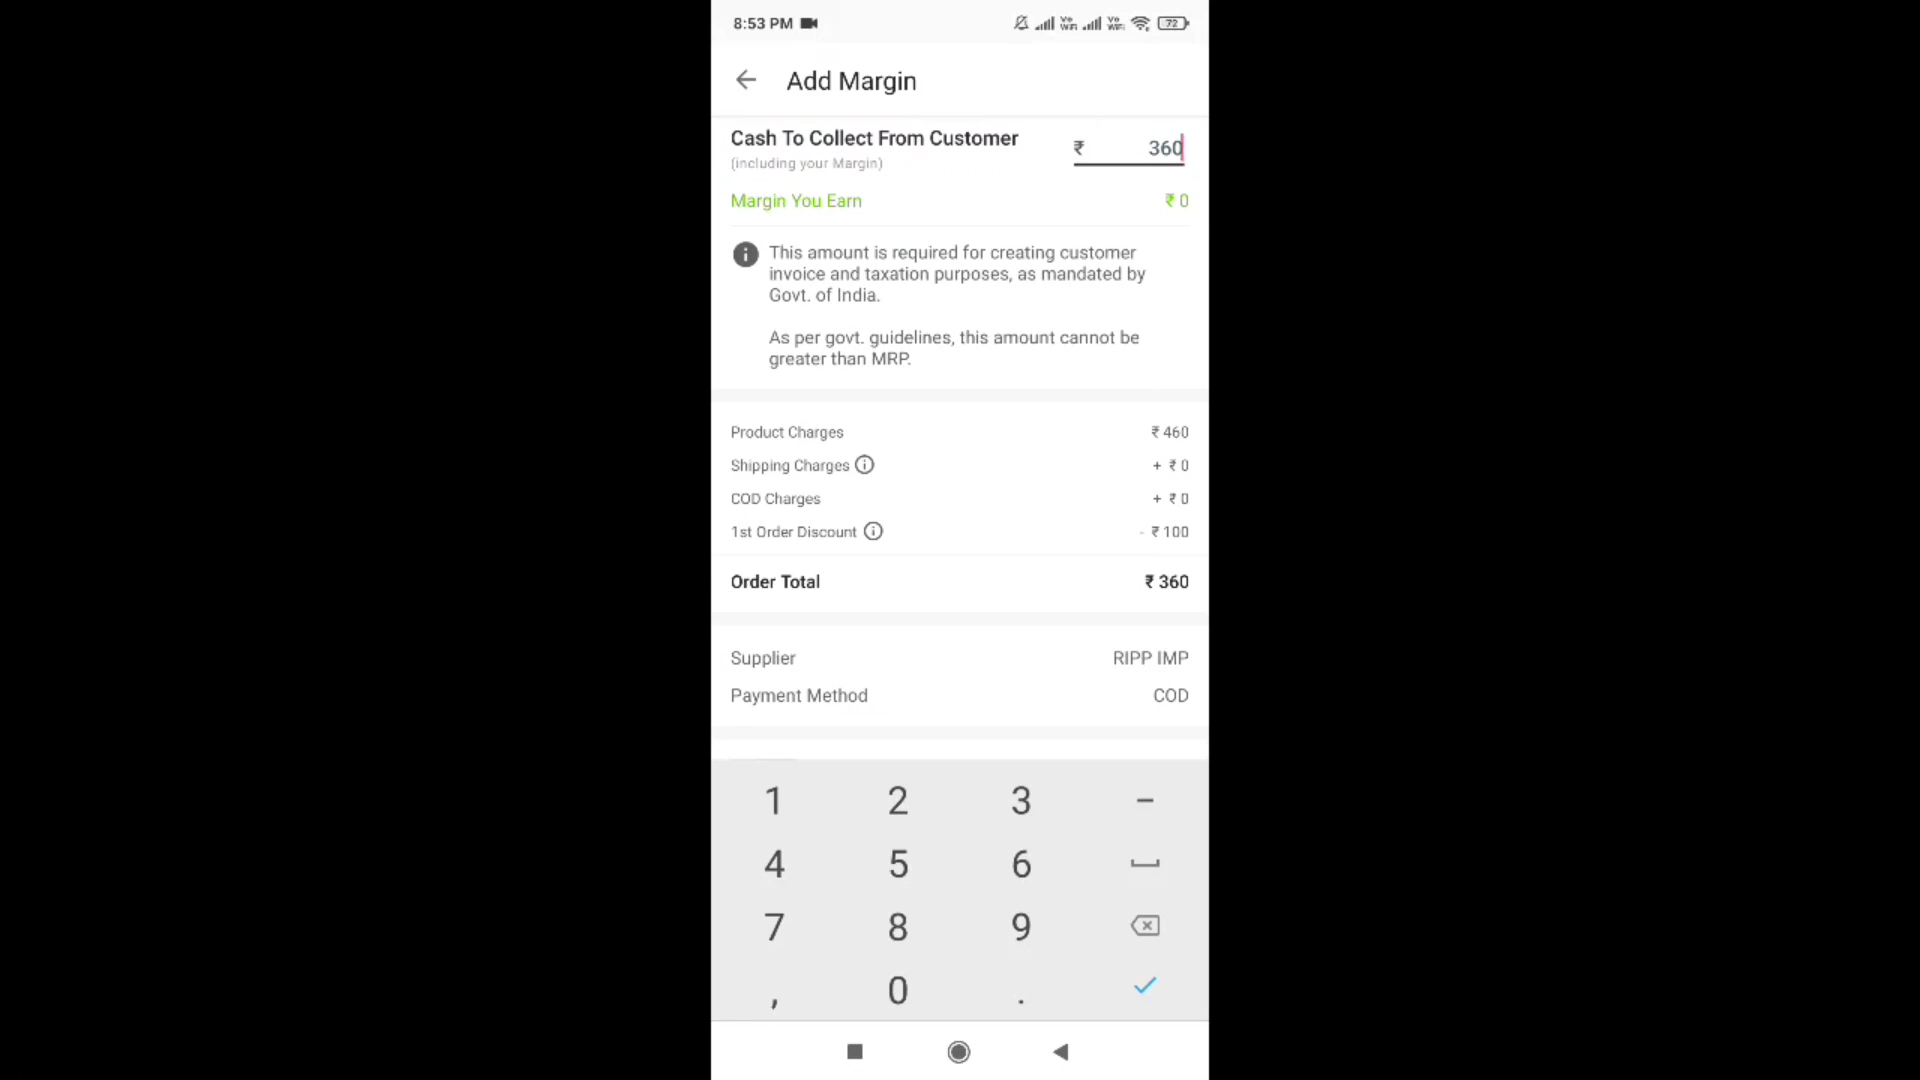 8:53 PM
72
Add Margin
Cash To Collect From Customer
₹ 360
(including your Margin)
Margin You Earn ₹ 0
This amount is required for creating customer
invoice and taxation purposes, as mandated by
Govt. of India.
As per govt. guidelines, this amount cannot be
greater than MRP.
Product Charges ₹ 460
Shipping Charges + ₹ 0
COD Charges + ₹ 0
1st Order Discount - ₹ 100
Order Total ₹ 360
Supplier RIPP IMP
Payment Method COD
1 2 3 –
4 5 6
7 8 9
, 0 .